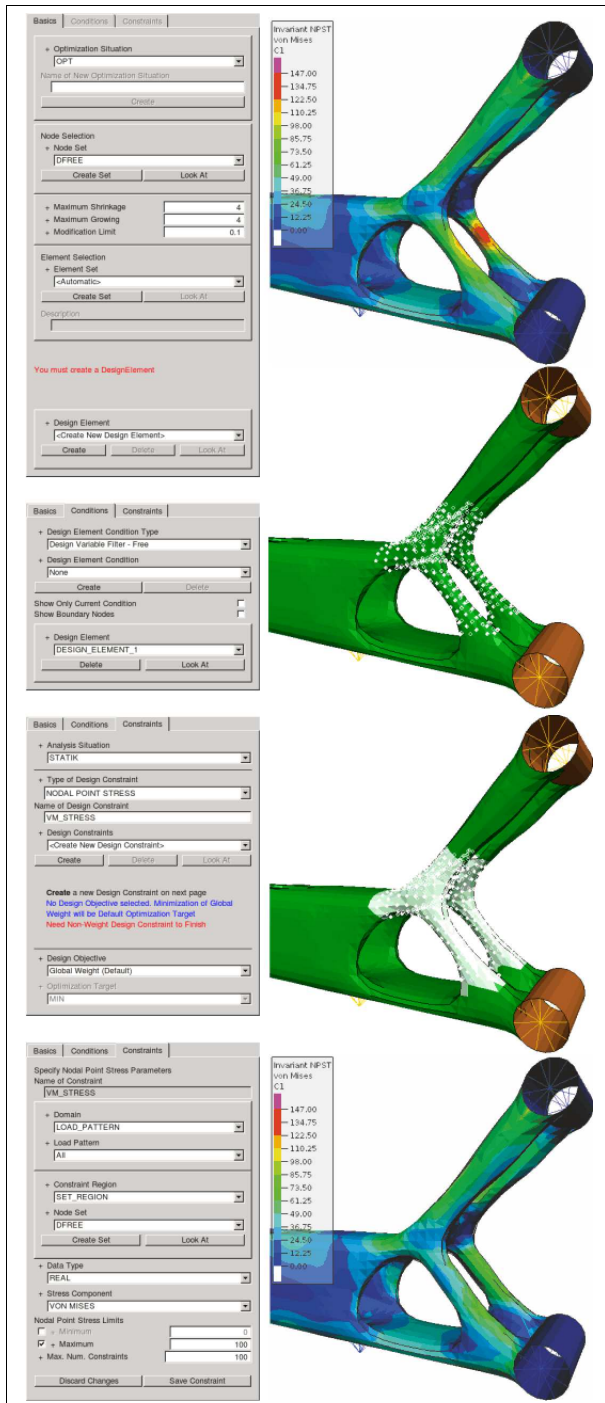 Basics Conditions Constraints
+ Optimization Situation
OPT
Name of New Optimization Situation
Create
Node Selection
+ Node Set
DFREE
Create Set Look At
+ Maximum Shrinkage 4
+ Maximum Growing 4
+ Modification Limit 0.1
Element Selection
+ Element Set
<Automatic>
Create Set Look At
Description
You must create a DesignElement
+ Design Element
<Create New Design Element>
Create Delete Look At
Invariant NPST
von Mises
C1
147.00
134.75
122.50
110.25
98.00
85.75
73.50
61.25
49.00
36.75
24.50
12.25
0.00
Basics Conditions Constraints
+ Design Element Condition Type
Design Variable Filter - Free
+ Design Element Condition
None
Create Delete
Show Only Current Condition
Show Boundary Nodes
+ Design Element
DESIGN_ELEMENT_1
Delete Look At
Basics Conditions Constraints
+ Analysis Situation
STATIK
+ Type of Design Constraint
NODAL POINT STRESS
Name of Design Constraint
VM_STRESS
+ Design Constraints
<Create New Design Constraint>
Create Delete Look At
Create a new Design Constraint on next page
No Design Objective selected. Minimization of Global
Weight will be Default Optimization Target
Need Non-Weight Design Constraint to Finish
+ Design Objective
Global Weight (Default)
+ Optimization Target
MIN
Basics Conditions Constraints
Specify Nodal Point Stress Parameters
Name of Constraint
VM_STRESS
+ Domain
LOAD_PATTERN
+ Load Pattern
All
+ Constraint Region
SET_REGION
+ Node Set
DFREE
Create Set Look At
+ Data Type
REAL
+ Stress Component
VON MISES
Nodal Point Stress Limits
+ Minimum 0
+ Maximum 100
+ Max. Num. Constraints 100
Discard Changes Save Constraint
Invariant NPST
von Mises
C1
147.00
134.75
122.50
110.25
98.00
85.75
73.50
61.25
49.00
36.75
24.50
12.25
0.00